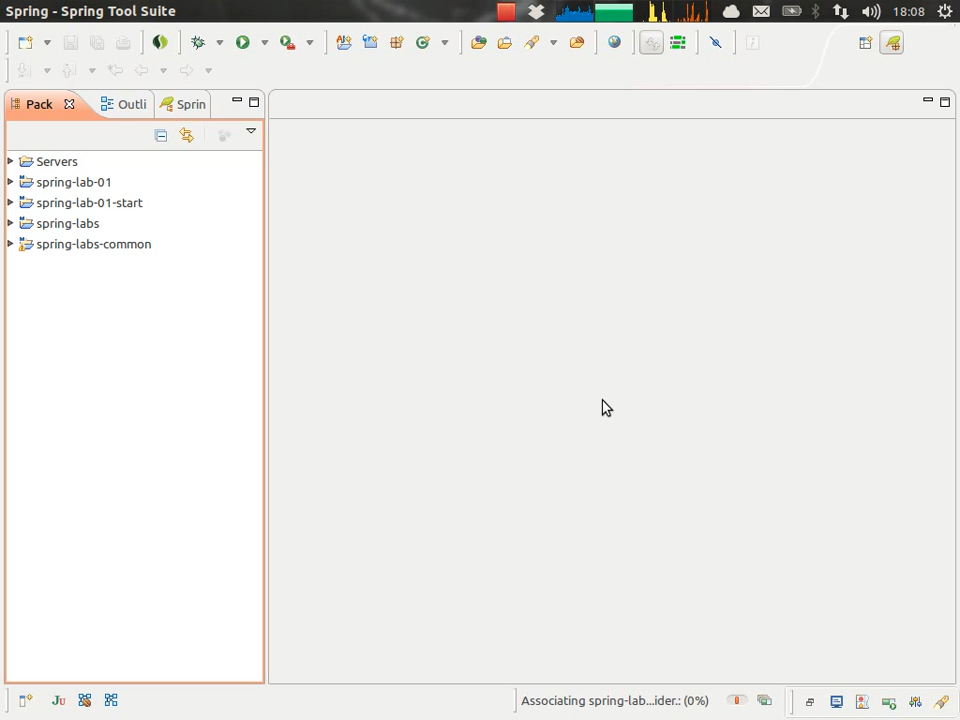 Spring - Spring Tool Suite
18:08
Pack
Outli
Sprin
Servers
spring-lab-01
spring-lab-01-start
spring-labs
spring-labs-common
Ju
Associating spring-lab...ider.: (0%)